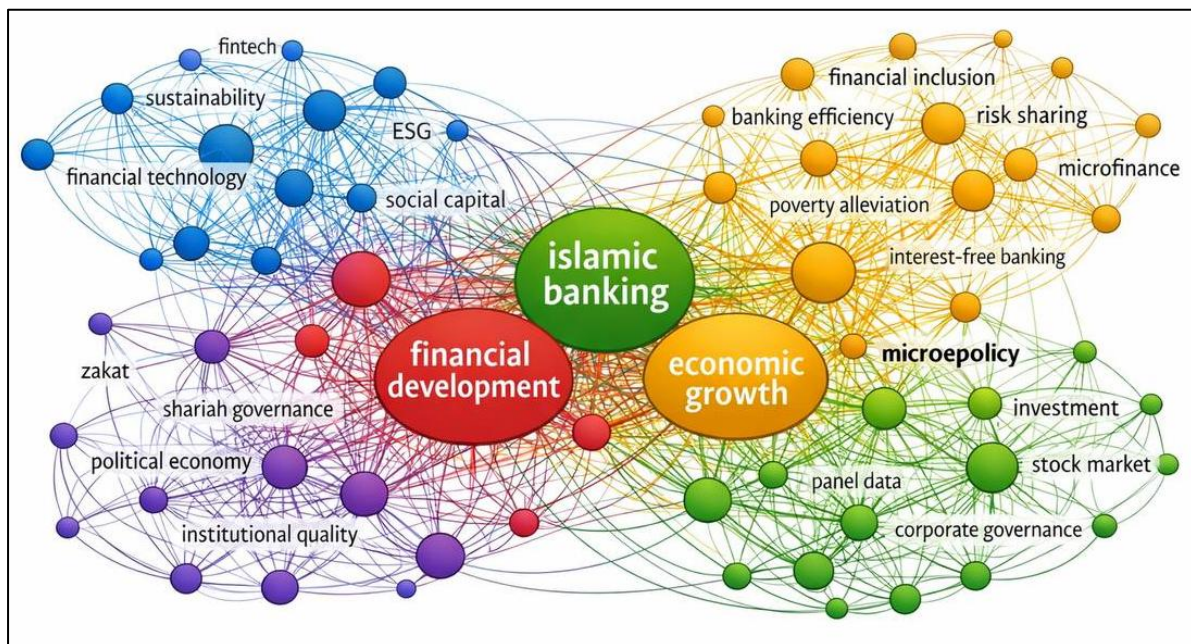 fintech
sustainability
ESG
financial technology
social capital
financial inclusion
banking efficiency
risk sharing
microfinance
poverty alleviation
interest-free banking
islamic
banking
financial
development
economic
growth
microepolicy
zakat
shariah governance
political economy
institutional quality
investment
stock market
panel data
corporate governance